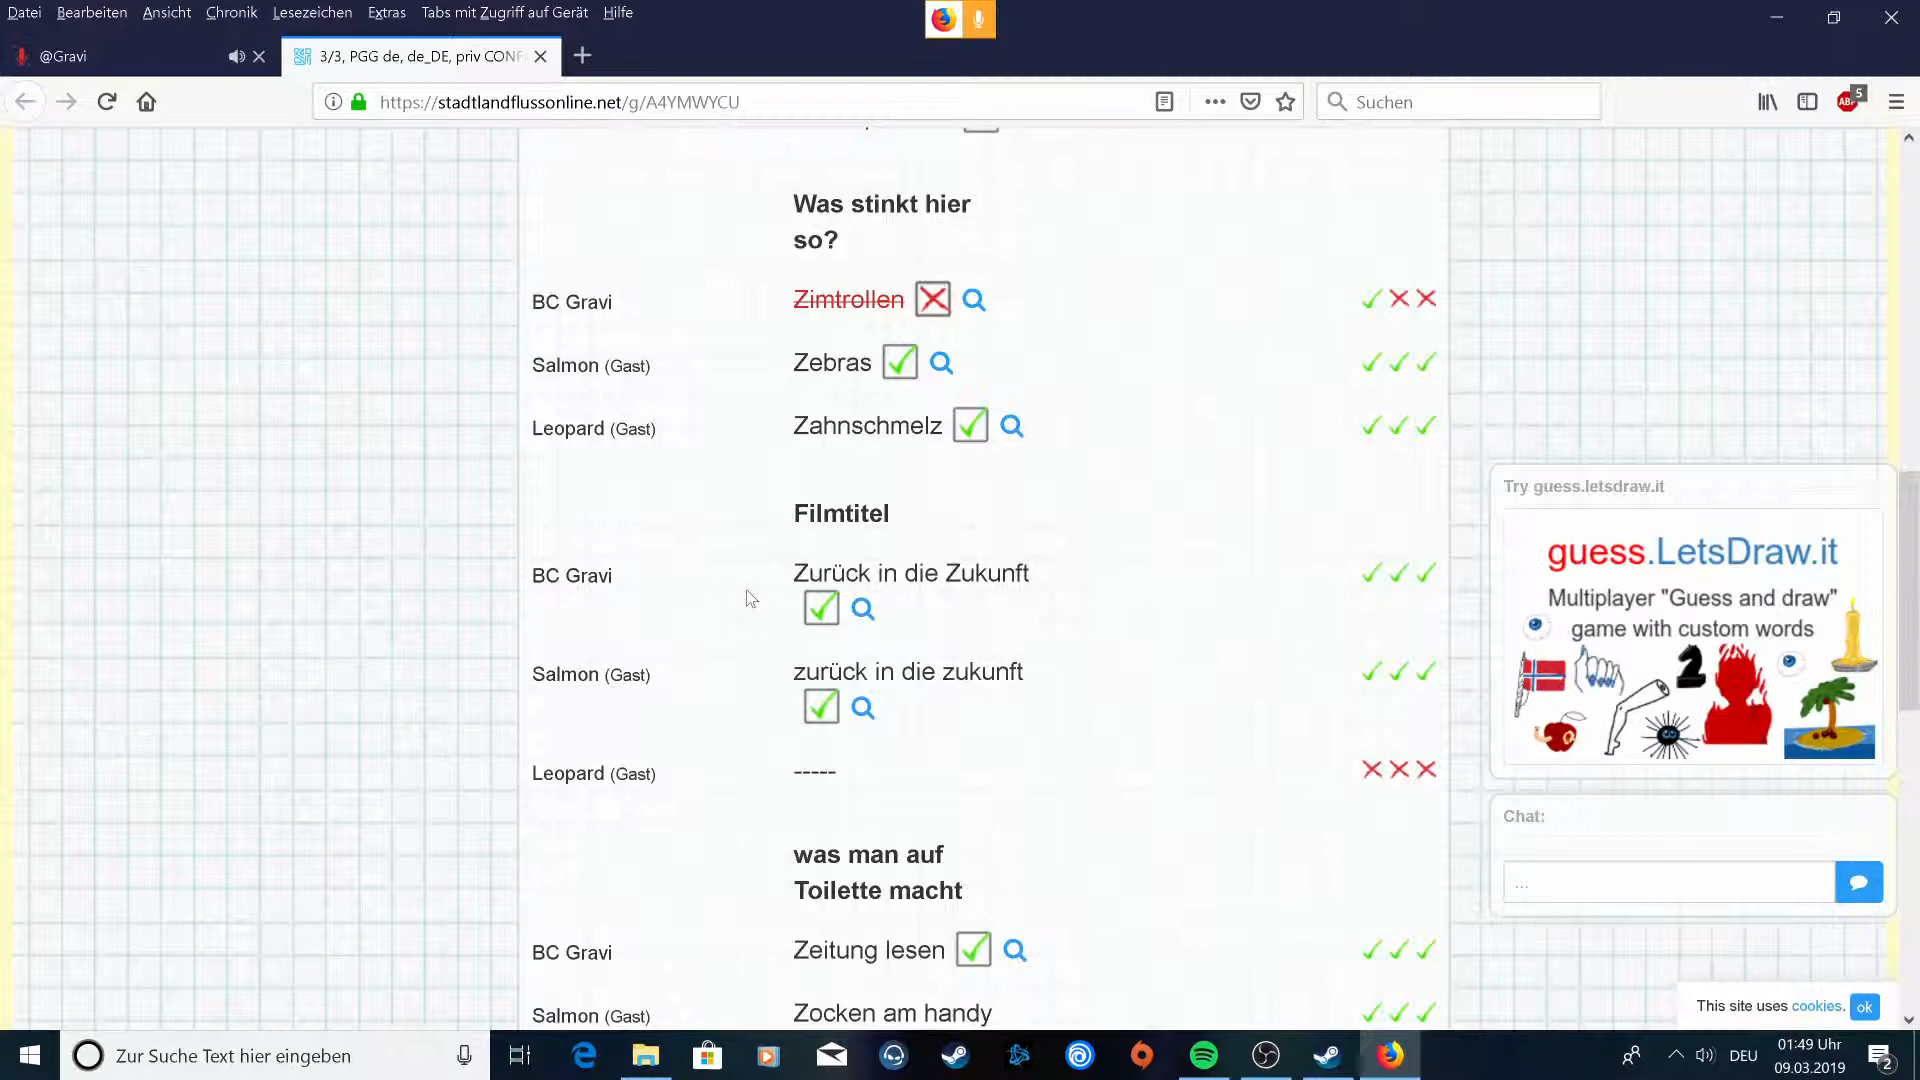 Datei Bearbeiten Ansicht Chronik Lesezeichen Extras Tabs mit Zugriff auf Gerät Hilfe
@Gravi
3/3, PGG de, de_DE, priv CONF
https://stadtlandflussonline.net/g/A4YMWYCU
Suchen
ABP
5
Was stinkt hier
so?
BC Gravi Zimtrollen
Salmon (Gast) Zebras
Leopard (Gast) Zahnschmelz
Filmtitel
BC Gravi Zurück in die Zukunft
Salmon (Gast) zurück in die zukunft
Leopard (Gast) -----
was man auf
Toilette macht
BC Gravi Zeitung lesen
Salmon (Gast) Zocken am handy
Try guess.letsdraw.it
guess.LetsDraw.it
Multiplayer "Guess and draw"
game with custom words
Chat:
...
This site uses cookies. ok
Zur Suche Text hier eingeben
DEU
01:49 Uhr
09.03.2019
2